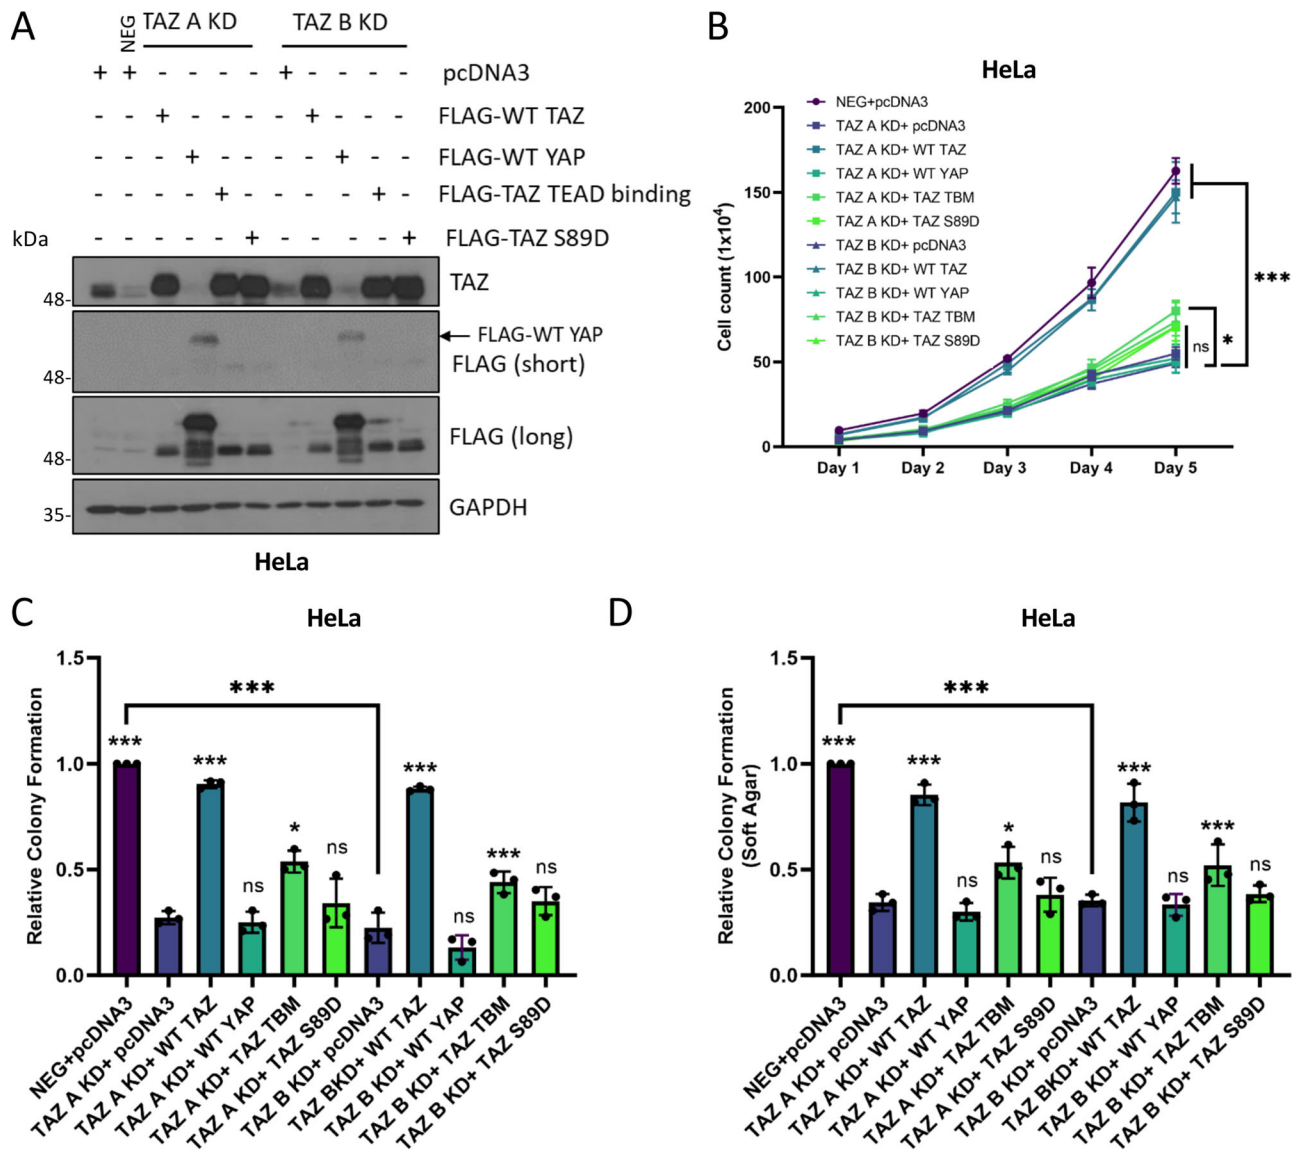 A
NEG
TAZ A KD
TAZ B KD
+ + - - - - + - - - - pcDNA3
- - + - - - - + - - - FLAG-WT TAZ
- - - + - - - - + - - FLAG-WT YAP
- - - - + - - - - + - FLAG-TAZ TEAD binding
kDa
- - - - - + - - - - + FLAG-TAZ S89D
TAZ
48-
FLAG-WT YAP
FLAG (short)
48-
FLAG (long)
48-
GAPDH
35-
HeLa
B
HeLa
NEG+pcDNA3
TAZ A KD+ pcDNA3
TAZ A KD+ WT TAZ
TAZ A KD+ WT YAP
TAZ A KD+ TAZ TBM
TAZ A KD+ TAZ S89D
TAZ B KD+ pcDNA3
TAZ B KD+ WT TAZ
TAZ B KD+ WT YAP
TAZ B KD+ TAZ TBM
TAZ B KD+ TAZ S89D
Cell count (1x10⁴)
200
150
100
50
0
Day 1 Day 2 Day 3 Day 4 Day 5
***
ns
*
C
HeLa
Relative Colony Formation
1.5
1.0
0.5
0.0
***
*** *** ns * ns *** ns *** ns
NEG+pcDNA3
TAZ A KD+ pcDNA3
TAZ A KD+ WT TAZ
TAZ A KD+ WT YAP
TAZ A KD+ TAZ TBM
TAZ A KD+ TAZ S89D
TAZ B KD+ pcDNA3
TAZ BKD+ WT TAZ
TAZ B KD+ WT YAP
TAZ B KD+ TAZ TBM
TAZ B KD+ TAZ S89D
D
HeLa
Relative Colony Formation
(Soft Agar)
1.5
1.0
0.5
0.0
***
*** *** ns * ns *** ns *** ns
NEG+pcDNA3
TAZ A KD+ pcDNA3
TAZ A KD+ WT TAZ
TAZ A KD+ WT YAP
TAZ A KD+ TAZ TBM
TAZ A KD+ TAZ S89D
TAZ B KD+ pcDNA3
TAZ BKD+ WT TAZ
TAZ B KD+ WT YAP
TAZ B KD+ TAZ TBM
TAZ B KD+ TAZ S89D